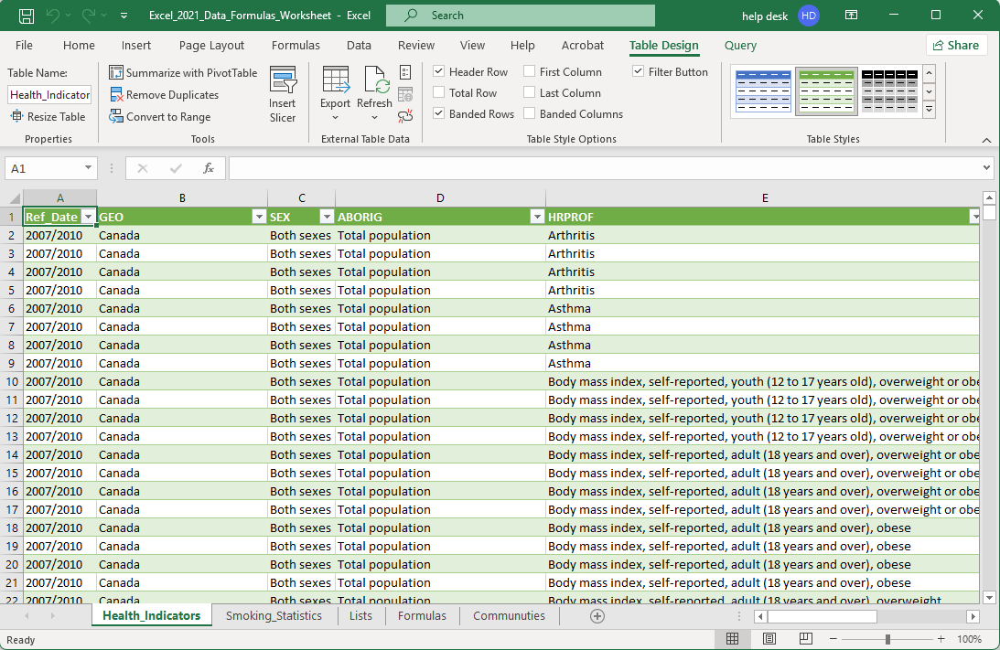 Excel_2021_Data_Formulas_Worksheet - Excel
Search
help desk HD
File Home Insert Page Layout Formulas Data Review View Help Acrobat Table Design Query Share
Table Name:
Health_Indicator
Resize Table
Properties
Summarize with PivotTable
Remove Duplicates
Convert to Range
Insert
Slicer
Tools
Export Refresh
External Table Data
Header Row First Column Filter Button
Total Row Last Column
Banded Rows Banded Columns
Table Style Options
Table Styles
A1 fx
A B C D E
1 Ref_Date GEO SEX ABORIG HRPROF
2 2007/2010 Canada Both sexes Total population Arthritis
3 2007/2010 Canada Both sexes Total population Arthritis
4 2007/2010 Canada Both sexes Total population Arthritis
5 2007/2010 Canada Both sexes Total population Arthritis
6 2007/2010 Canada Both sexes Total population Asthma
7 2007/2010 Canada Both sexes Total population Asthma
8 2007/2010 Canada Both sexes Total population Asthma
9 2007/2010 Canada Both sexes Total population Asthma
10 2007/2010 Canada Both sexes Total population Body mass index, self-reported, youth (12 to 17 years old), overweight or obe
11 2007/2010 Canada Both sexes Total population Body mass index, self-reported, youth (12 to 17 years old), overweight or obe
12 2007/2010 Canada Both sexes Total population Body mass index, self-reported, youth (12 to 17 years old), overweight or obe
13 2007/2010 Canada Both sexes Total population Body mass index, self-reported, youth (12 to 17 years old), overweight or obe
14 2007/2010 Canada Both sexes Total population Body mass index, self-reported, adult (18 years and over), overweight or obe
15 2007/2010 Canada Both sexes Total population Body mass index, self-reported, adult (18 years and over), overweight or obe
16 2007/2010 Canada Both sexes Total population Body mass index, self-reported, adult (18 years and over), overweight or obe
17 2007/2010 Canada Both sexes Total population Body mass index, self-reported, adult (18 years and over), overweight or obe
18 2007/2010 Canada Both sexes Total population Body mass index, self-reported, adult (18 years and over), obese
19 2007/2010 Canada Both sexes Total population Body mass index, self-reported, adult (18 years and over), obese
20 2007/2010 Canada Both sexes Total population Body mass index, self-reported, adult (18 years and over), obese
21 2007/2010 Canada Both sexes Total population Body mass index, self-reported, adult (18 years and over), obese
22 2007/2010 Canada Both sexes Total population Body mass index, self-reported, adult (18 years and over), overweight
Health_Indicators Smoking_Statistics Lists Formulas Communuties
Ready 100%